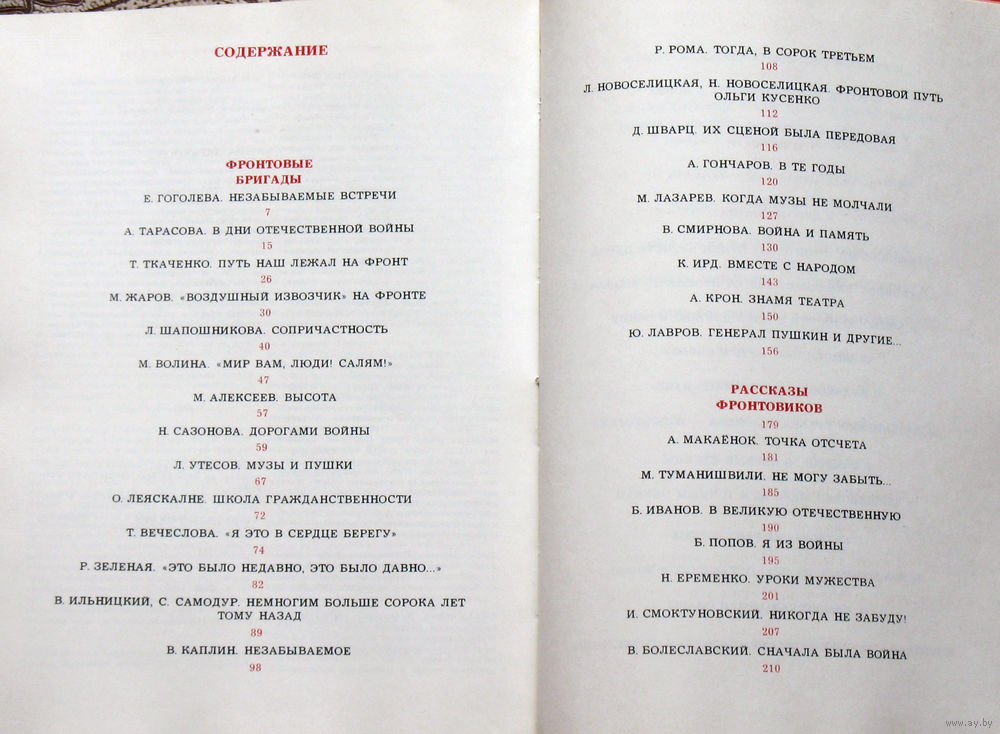 СОДЕРЖАНИЕ
ФРОНТОВЫЕ
БРИГАДЫ
Е. ГОГОЛЕВА. НЕЗАБЫВАЕМЫЕ ВСТРЕЧИ
7
А. ТАРАСОВА. В ДНИ ОТЕЧЕСТВЕННОЙ ВОЙНЫ
15
Т. ТКАЧЕНКО. ПУТЬ НАШ ЛЕЖАЛ НА ФРОНТ
26
М. ЖАРОВ. «ВОЗДУШНЫЙ ИЗВОЗЧИК» НА ФРОНТЕ
30
Л. ШАПОШНИКОВА. СОПРИЧАСТНОСТЬ
40
М. ВОЛИНА. «МИР ВАМ, ЛЮДИ! САЛЯМ!»
47
М. АЛЕКСЕЕВ. ВЫСОТА
57
Н. САЗОНОВА. ДОРОГАМИ ВОЙНЫ
59
Л. УТЕСОВ. МУЗЫ И ПУШКИ
67
О. ЛЕЯСКАЛНЕ. ШКОЛА ГРАЖДАНСТВЕННОСТИ
72
Т. ВЕЧЕСЛОВА. «Я ЭТО В СЕРДЦЕ БЕРЕГУ»
74
Р. ЗЕЛЕНАЯ. «ЭТО БЫЛО НЕДАВНО, ЭТО БЫЛО ДАВНО...»
82
В. ИЛЬНИЦКИЙ, С. САМОДУР. НЕМНОГИМ БОЛЬШЕ СОРОКА ЛЕТ
ТОМУ НАЗАД
89
В. КАПЛИН. НЕЗАБЫВАЕМОЕ
98
Р. РОМА. ТОГДА, В СОРОК ТРЕТЬЕМ
108
Л. НОВОСЕЛИЦКАЯ, Н. НОВОСЕЛИЦКАЯ. ФРОНТОВОЙ ПУТЬ
ОЛЬГИ КУСЕНКО
112
Д. ШВАРЦ. ИХ СЦЕНОЙ БЫЛА ПЕРЕДОВАЯ
116
А. ГОНЧАРОВ. В ТЕ ГОДЫ
120
М. ЛАЗАРЕВ. КОГДА МУЗЫ НЕ МОЛЧАЛИ
127
В. СМИРНОВА. ВОЙНА И ПАМЯТЬ
130
К. ИРД. ВМЕСТЕ С НАРОДОМ
143
А. КРОН. ЗНАМЯ ТЕАТРА
150
Ю. ЛАВРОВ. ГЕНЕРАЛ ПУШКИН И ДРУГИЕ...
156
РАССКАЗЫ
ФРОНТОВИКОВ
179
А. МАКАЁНОК. ТОЧКА ОТСЧЕТА
181
М. ТУМАНИШВИЛИ. НЕ МОГУ ЗАБЫТЬ...
185
Б. ИВАНОВ. В ВЕЛИКУЮ ОТЕЧЕСТВЕННУЮ
190
Б. ПОПОВ. Я ИЗ ВОЙНЫ
195
Н. ЕРЕМЕНКО. УРОКИ МУЖЕСТВА
201
И. СМОКТУНОВСКИЙ. НИКОГДА НЕ ЗАБУДУ!
207
В. БОЛЕСЛАВСКИЙ. СНАЧАЛА БЫЛА ВОЙНА
210
www.ay.by